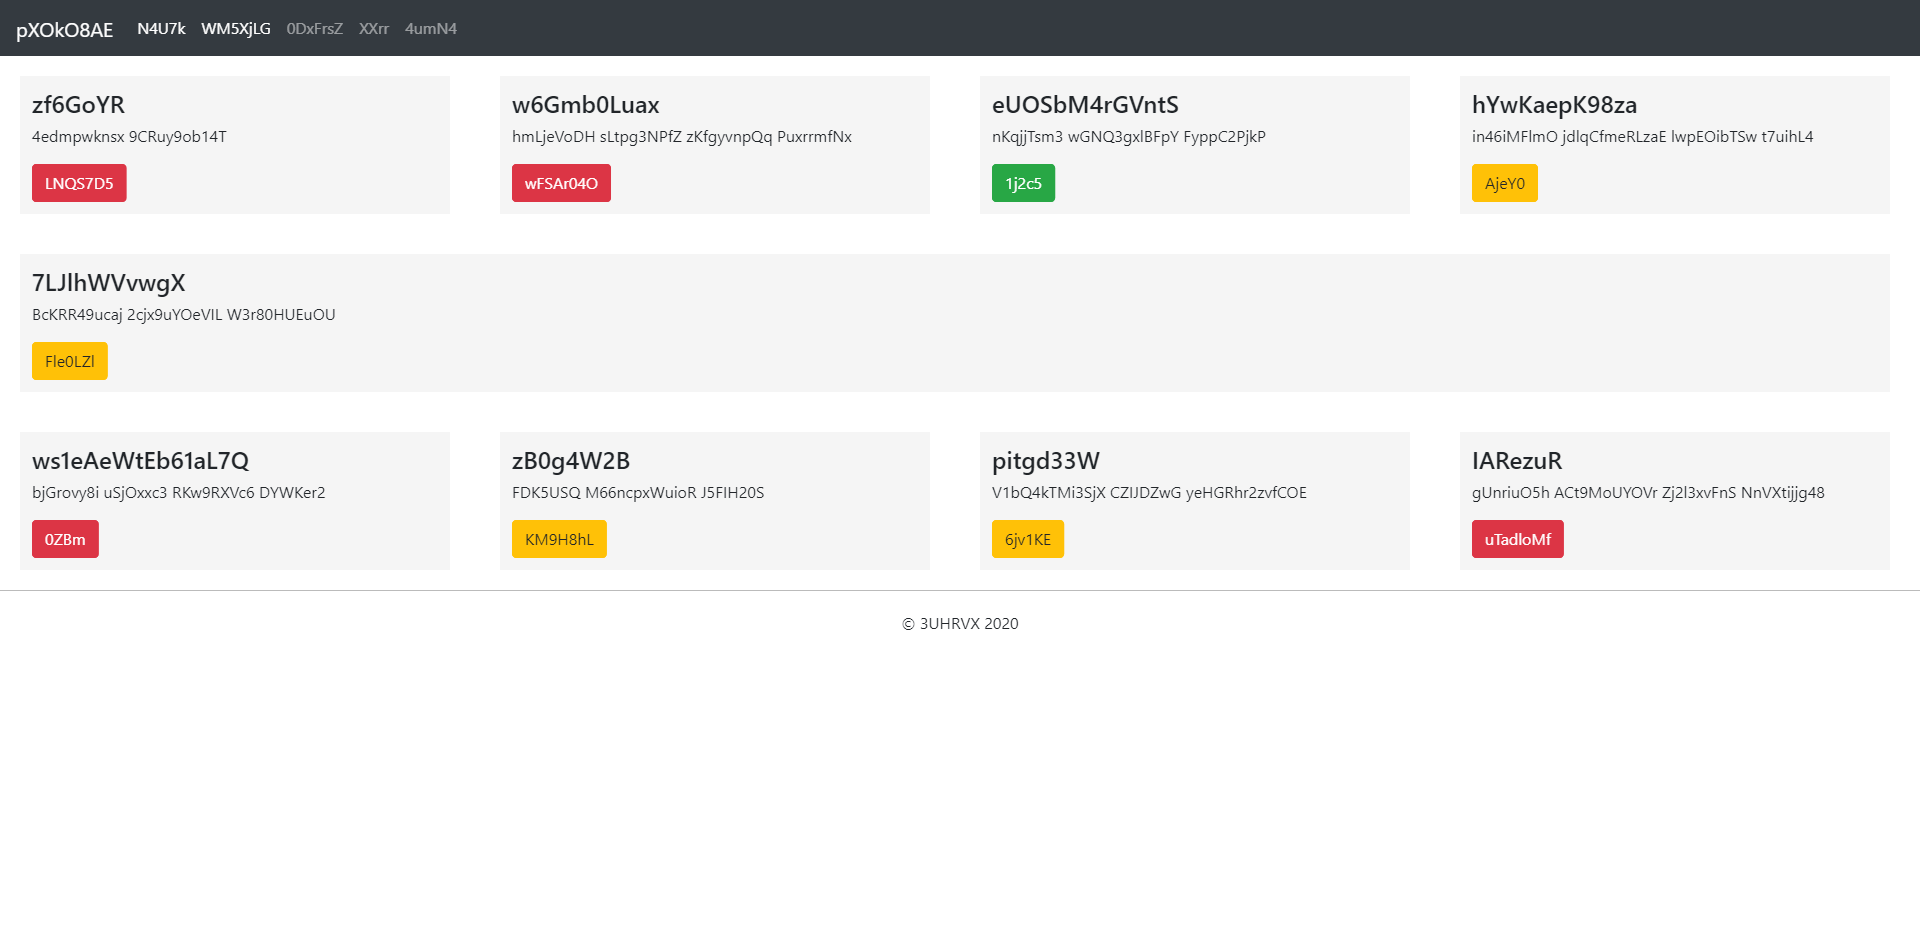 pXOkO8AE N4U7k WM5XjLG 0DxFrsZ XXrr 4umN4
zf6GoYR
4edmpwknsx 9CRuy9ob14T
LNQS7D5
w6Gmb0Luax
hmLjeVoDH sLtpg3NPfZ zKfgyvnpQq PuxrrmfNx
wFSAr04O
eUOSbM4rGVntS
nKqjjTsm3 wGNQ3gxlBFpY FyppC2PjkP
1j2c5
hYwKaepK98za
in46iMFlmO jdlqCfmeRLzaE lwpEOibTSw t7uihL4
AjeY0
7LJlhWVvwgX
BcKRR49ucaj 2cjx9uYOeVIL W3r80HUEuOU
Fle0LZl
ws1eAeWtEb61aL7Q
bjGrovy8i uSjOxxc3 RKw9RXVc6 DYWKer2
0ZBm
zB0g4W2B
FDK5USQ M66ncpxWuioR J5FIH20S
KM9H8hL
pitgd33W
V1bQ4kTMi3SjX CZIJDZwG yeHGRhr2zvfCOE
6jv1KE
IARezuR
gUnriuO5h ACt9MoUYOVr Zj2l3xvFnS NnVXtijjg48
uTadloMf
© 3UHRVX 2020